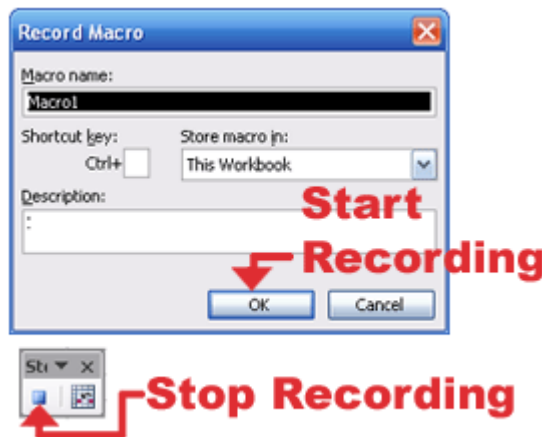 Record Macro
Macro name:
Macro1
Shortcut key: Store macro in:
Ctrl+ This Workbook
Description:
:
Start
Recording
OK Cancel
Stop Recording